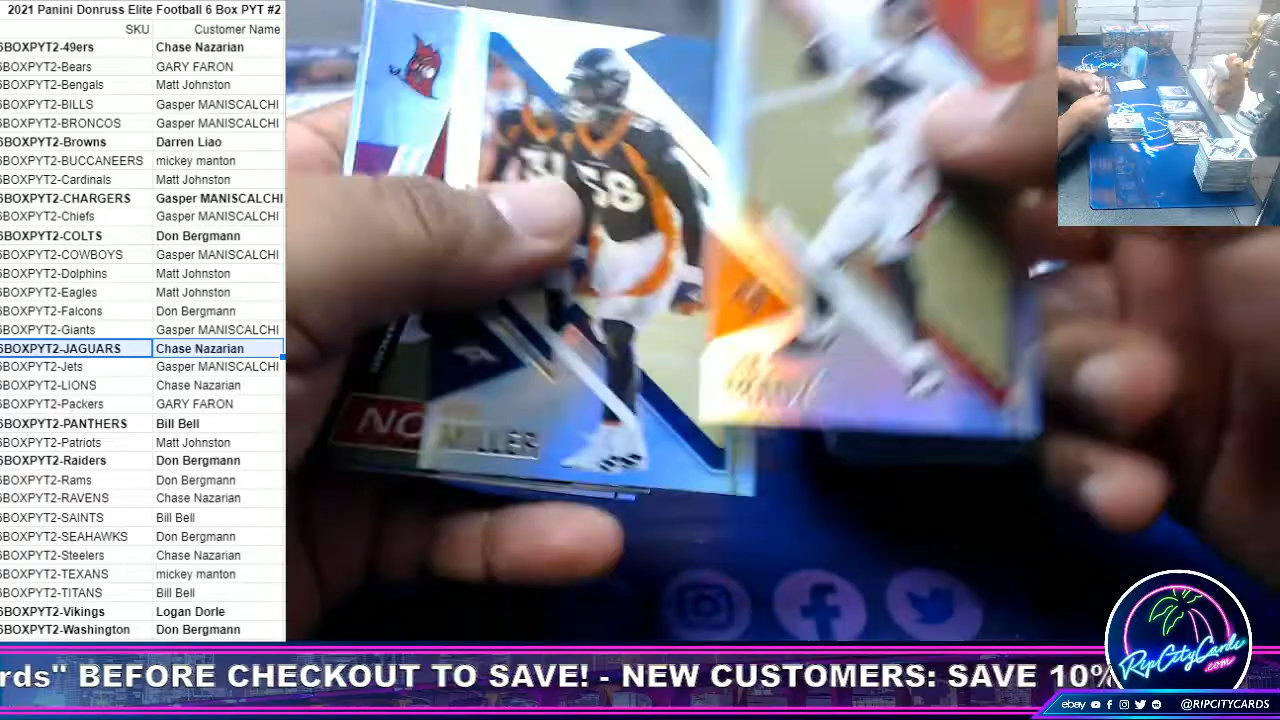 2021 Panini Donruss Elite Football 6 Box PYT #2
SKU Customer Name
6BOXPYT2-49ers Chase Nazarian
6BOXPYT2-Bears GARY FARON
6BOXPYT2-Bengals Matt Johnston
6BOXPYT2-BILLS Gasper MANISCALCHI
6BOXPYT2-BRONCOS Gasper MANISCALCHI
6BOXPYT2-Browns Darren Liao
6BOXPYT2-BUCCANEERS mickey manton
6BOXPYT2-Cardinals Matt Johnston
6BOXPYT2-CHARGERS Gasper MANISCALCHI
6BOXPYT2-Chiefs Gasper MANISCALCHI
6BOXPYT2-COLTS Don Bergmann
6BOXPYT2-COWBOYS Gasper MANISCALCHI
6BOXPYT2-Dolphins Matt Johnston
6BOXPYT2-Eagles Matt Johnston
6BOXPYT2-Falcons Don Bergmann
6BOXPYT2-Giants Gasper MANISCALCHI
6BOXPYT2-JAGUARS Chase Nazarian
6BOXPYT2-Jets Gasper MANISCALCHI
6BOXPYT2-LIONS Chase Nazarian
6BOXPYT2-Packers GARY FARON
6BOXPYT2-PANTHERS Bill Bell
6BOXPYT2-Patriots Matt Johnston
6BOXPYT2-Raiders Don Bergmann
6BOXPYT2-Rams Don Bergmann
6BOXPYT2-RAVENS Chase Nazarian
6BOXPYT2-SAINTS Bill Bell
6BOXPYT2-SEAHAWKS Don Bergmann
6BOXPYT2-Steelers Chase Nazarian
6BOXPYT2-TEXANS mickey manton
6BOXPYT2-TITANS Bill Bell
6BOXPYT2-Vikings Logan Dorle
6BOXPYT2-Washington Don Bergmann
31 58
NO
MILLER
rds" BEFORE CHECKOUT TO SAVE! - NEW CUSTOMERS: SAVE 10%
RipCityCards
.com
ebay @RIPCITYCARDS